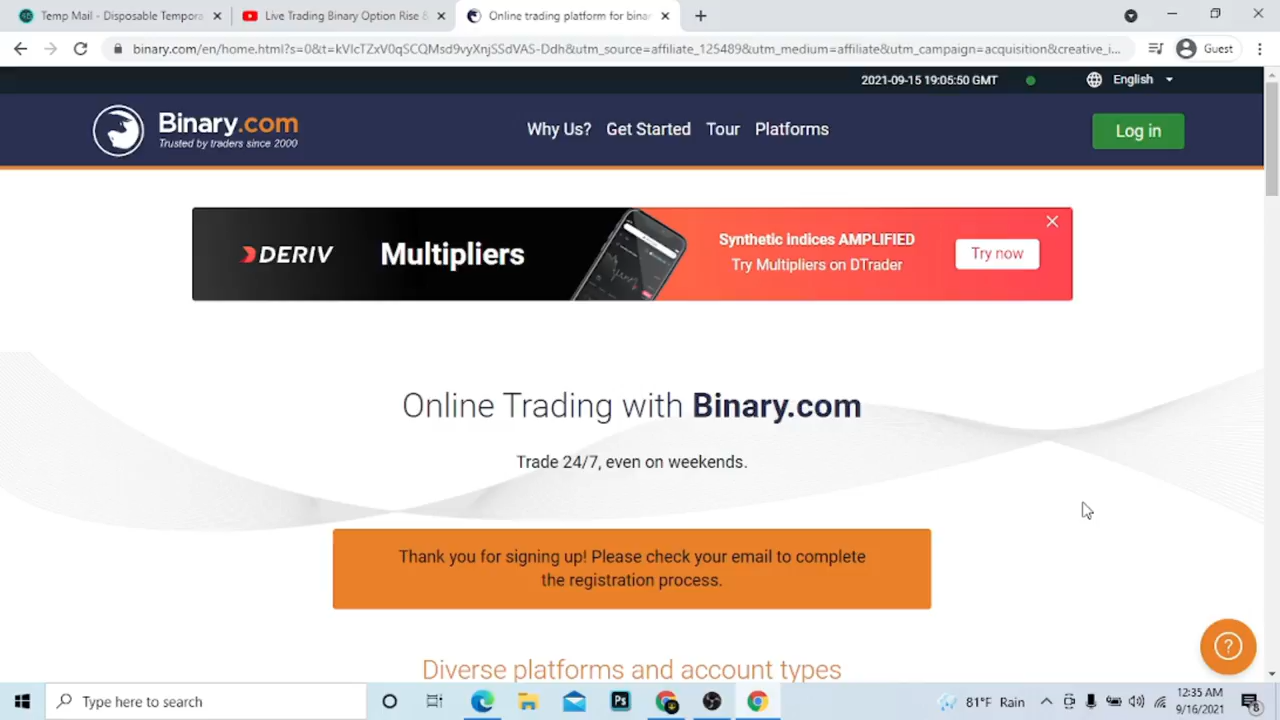 Temp Mail - Disposable Tempora
Live Trading Binary Option Rise &
Online trading platform for binar
binary.com/en/home.html?s=0&t=kVIcTZxV0qSCQMsd9vyXnjSSdVAS-Ddh&utm_source=affiliate_125489&utm_medium=affiliate&utm_campaign=acquisition&creative_i...
Guest
2021-09-15 19:05:50 GMT
English
Binary.com
Trusted by traders since 2000
Why Us?
Get Started
Tour
Platforms
Log in
DERIV
Multipliers
Synthetic indices AMPLIFIED
Try Multipliers on DTrader
Try now
Online Trading with Binary.com
Trade 24/7, even on weekends.
Thank you for signing up! Please check your email to complete
the registration process.
Diverse platforms and account types
Type here to search
Ps
81°F Rain
12:35 AM
9/16/2021
8